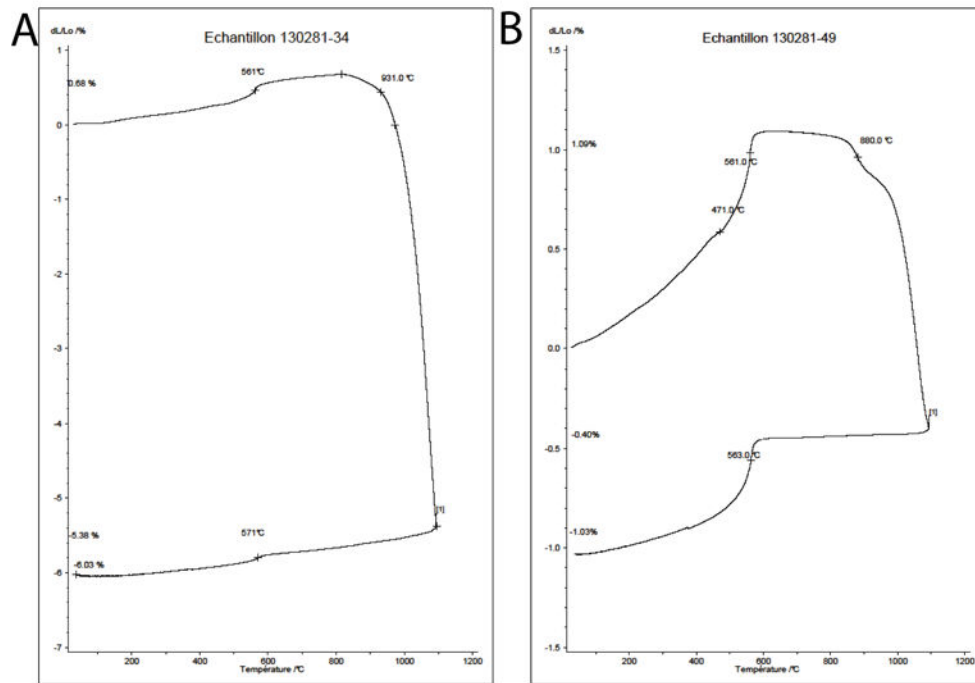 A
dL/Lo /%
Echantillon 130281-34
1
0.68 %
561°C
931.0 °C
0
-1
-2
-3
-4
-5
[1]
-5.38 %
571°C
-6.03 %
-6
-7
200
400
600
800
1000
1200
Température /°C
B
dL/Lo /%
Echantillon 130281-49
1.5
1.09%
880.0 °C
1.0
561.0 °C
471.0 °C
0.5
0.0
[1]
-0.40%
563.0 °C
-0.5
-1.03%
-1.0
-1.5
200
400
600
800
1000
1200
Température /°C